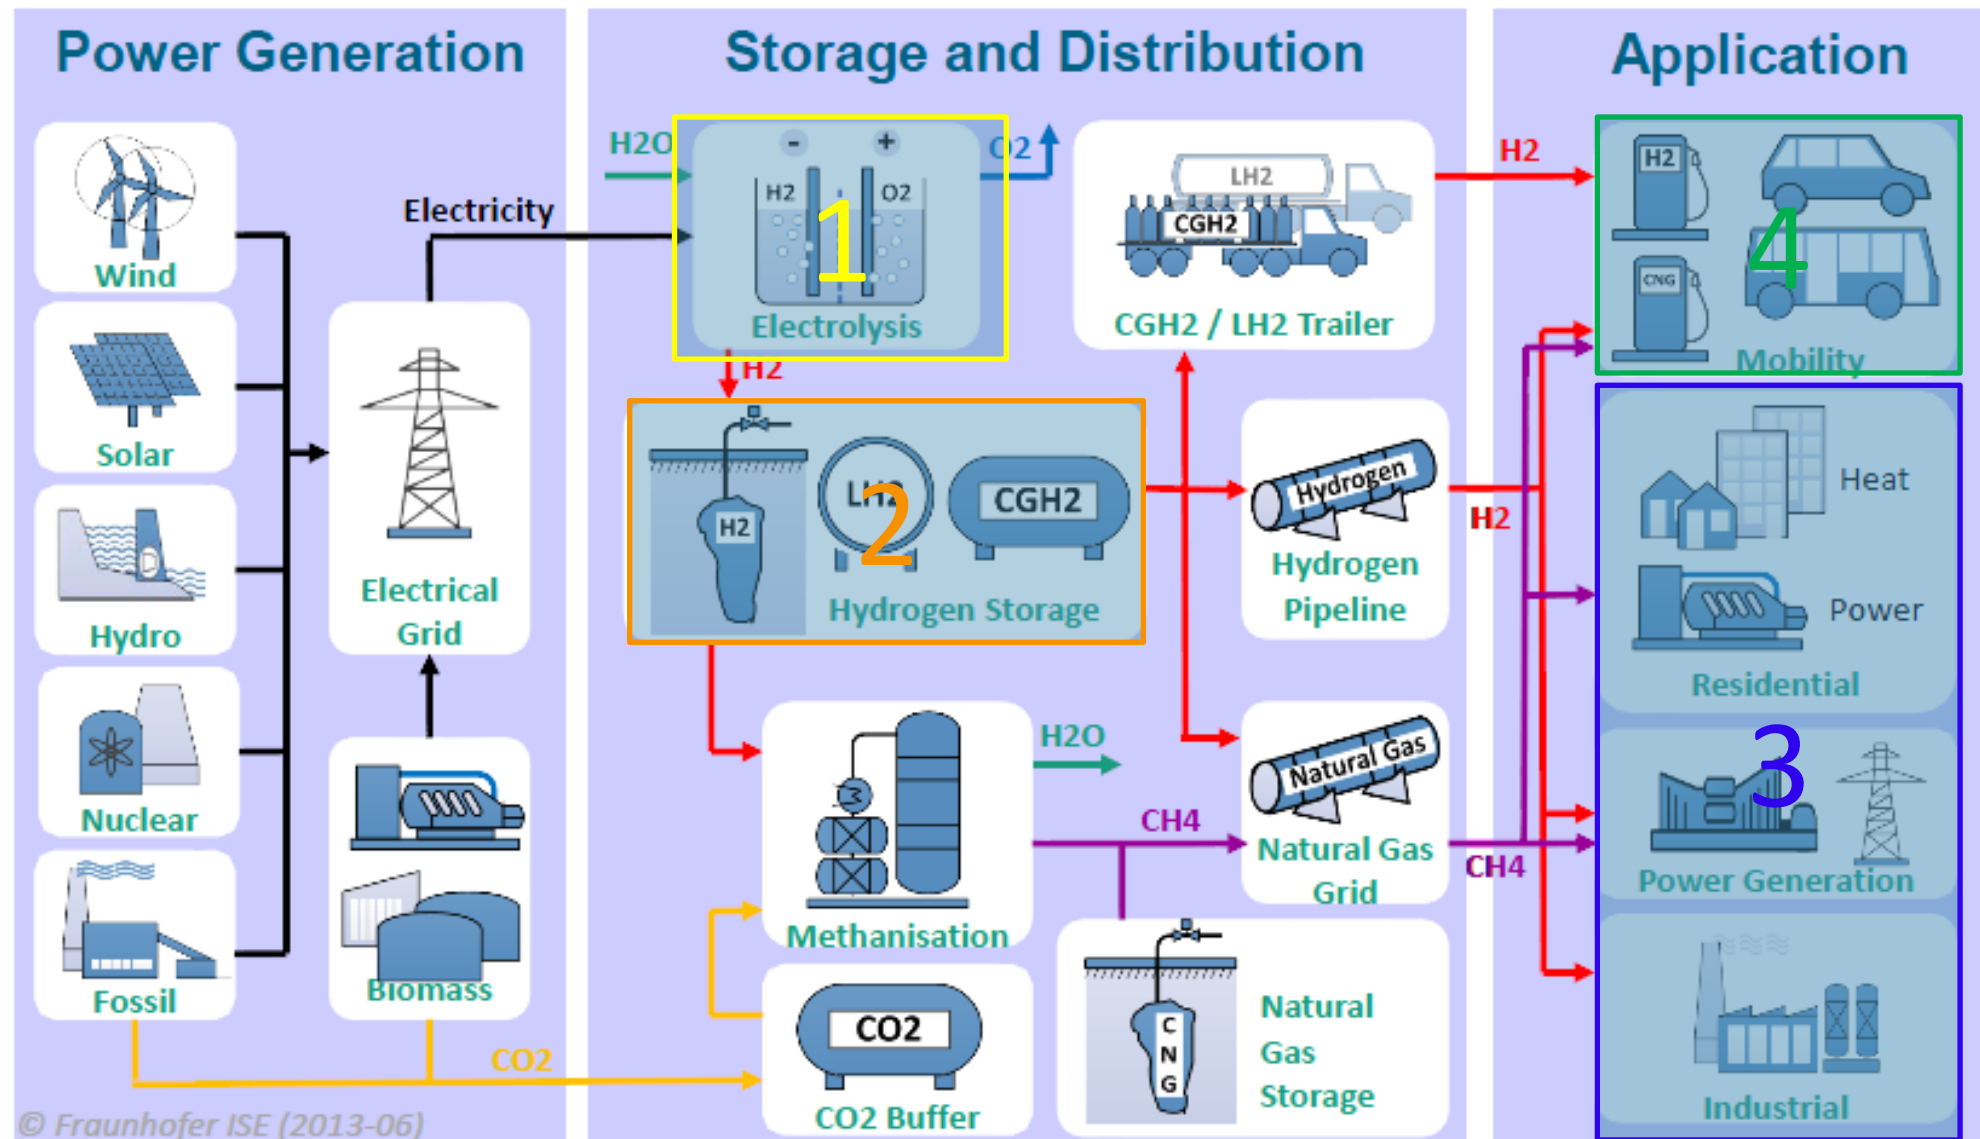 Power Generation
Storage and Distribution
Application
Wind
Solar
Hydro
Nuclear
Fossil
Electricity
Electrical
Grid
Biomass
CO2
© Fraunhofer ISE (2013-06)
H2O
-
+
O2
H2
O2
1
Electrolysis
H2
LH2
CGH2
CGH2 / LH2 Trailer
H2
LH2
CGH2
2
Hydrogen Storage
Hydrogen
Hydrogen
Pipeline
H2O
Methanisation
CH4
Natural Gas
Natural Gas
Grid
CO2
CO2 Buffer
C
N
G
Natural
Gas
Storage
H2
H2
CH4
H2
CNG
4
Mobility
Heat
Power
Residential
3
Power Generation
Industrial